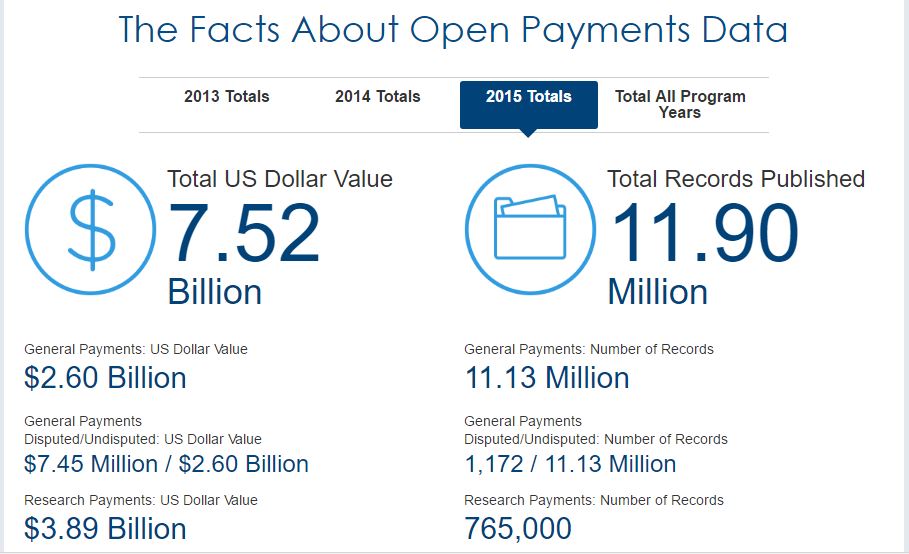 The Facts About Open Payments Data
2013 Totals
2014 Totals
2015 Totals
Total All Program
Years
$
Total US Dollar Value
7.52
Billion
Total Records Published
11.90
Million
General Payments: US Dollar Value
$2.60 Billion
General Payments: Number of Records
11.13 Million
General Payments
Disputed/Undisputed: US Dollar Value
$7.45 Million / $2.60 Billion
General Payments
Disputed/Undisputed: Number of Records
1,172 / 11.13 Million
Research Payments: US Dollar Value
$3.89 Billion
Research Payments: Number of Records
765,000